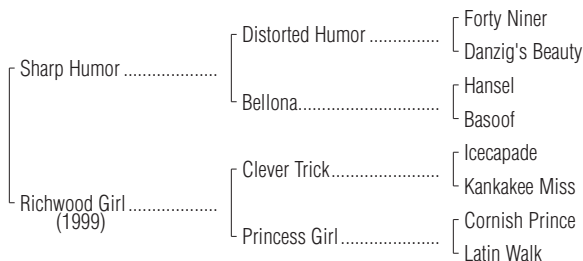 Forty Niner
Distorted Humor ................
Danzig's Beauty
Sharp Humor .....................
Hansel
Bellona................................
Basoof
Icecapade
Clever Trick.........................
Kankakee Miss
Richwood Girl ....................
(1999)
Cornish Prince
Princess Girl ......................
Latin Walk